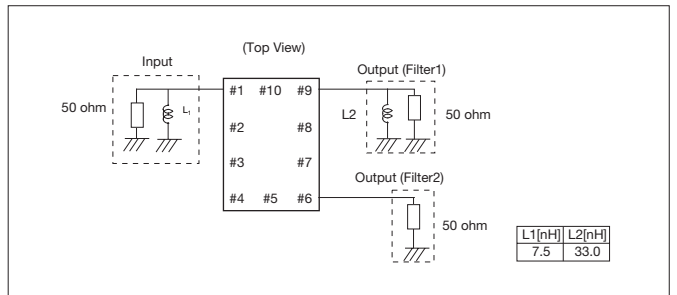 (Top View)
Input
Output (Filter1)
50 ohm
L1
#1 #10 #9
#2 #8
#3 #7
#4 #5 #6
L2
50 ohm
Output (Filter2)
50 ohm
L1[nH] L2[nH]
7.5 33.0